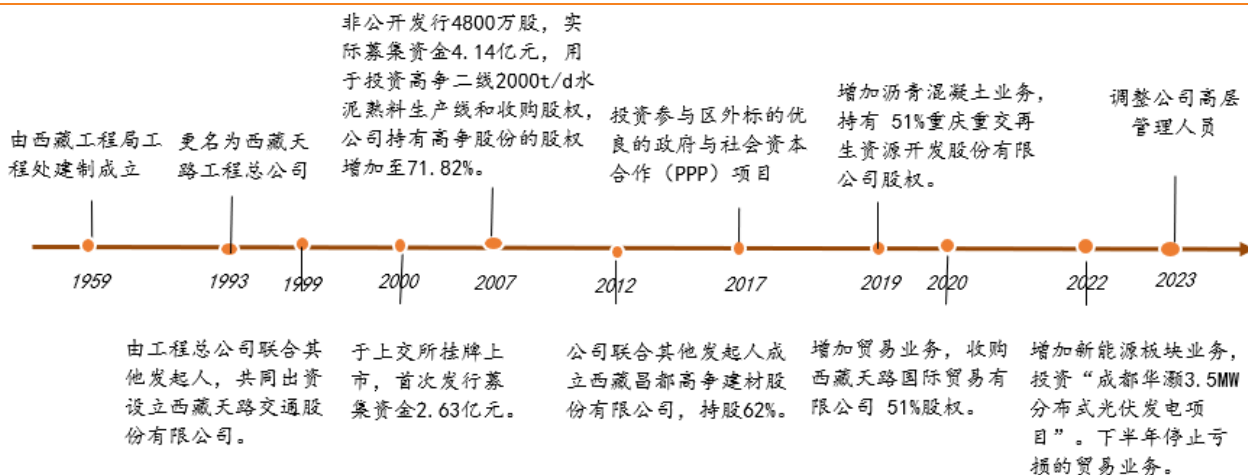 由西藏工程局工
程处建制成立
更名为西藏天
路工程总公司
非公开发行4800万股，实
际募集资金4.14亿元，用
于投资高争二线2000t/d水
泥熟料生产线和收购股权，
公司持有高争股份的股权
增加至71.82%。
投资参与区外标的优
良的政府与社会资本
合作（PPP）项目
增加沥青混凝土业务，
持有 51%重庆重交再
生资源开发股份有限
公司股权。
调整公司高层
管理人员
1959
1993
1999
2000
2007
2012
2017
2019
2020
2022
2023
由工程总公司联合其
他发起人，共同出资
设立西藏天路交通股
份有限公司。
于上交所挂牌上
市，首次发行募
集资金2.63亿元。
公司联合其他发起人成
立西藏昌都高争建材股
份有限公司，持股62%。
增加贸易业务，收购
西藏天路国际贸易有
限公司 51%股权。
增加新能源板块业务，
投资“成都华灏3.5MW
分布式光伏发电项
目”。下半年停止亏
损的贸易业务。